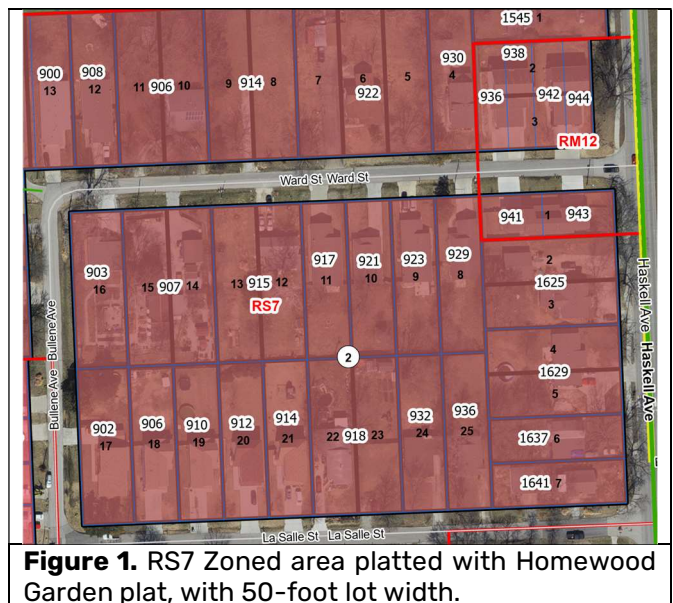 1545 1
900 13
908 12
11 906 10
9 914 8
7
6 922
5
930 4
938
2
936 942 944
3
RM12
Ward St Ward St
941 1 943
903 16
15 907 14
13 915 12
RS7
917 11
921 10
923 9
929 8
2
1625
3
Bullene Ave Bullene Ave
Haskell Ave Haskell Ave
2
4
1629
5
902 17
906 18
910 19
912 20
914 21
22 918 23
932 24
936 25
1637 6
1641 7
La Salle St La Salle St
Figure 1. RS7 Zoned area platted with Homewood
Garden plat, with 50-foot lot width.